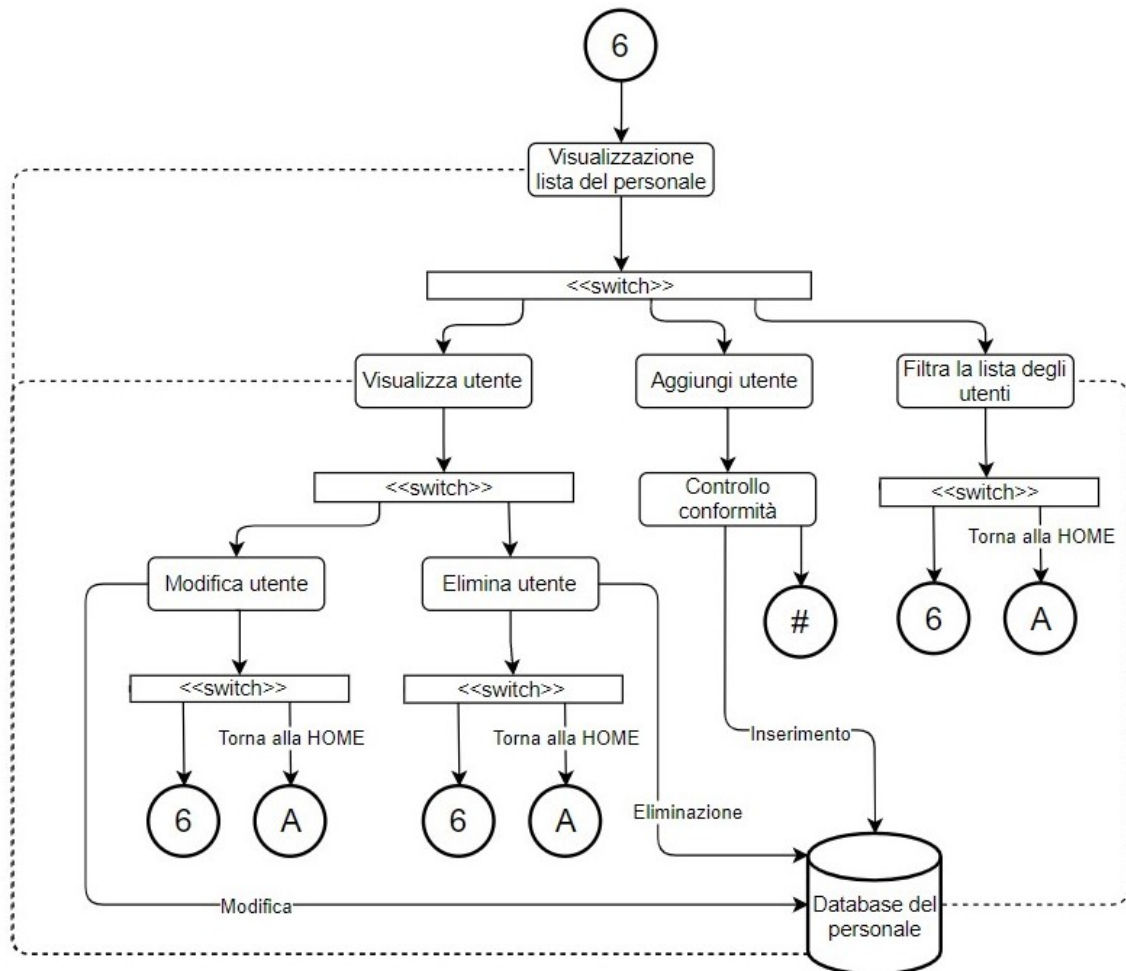 6
Visualizzazione
lista del personale
<<switch>>
Visualizza utente
Aggiungi utente
Filtra la lista degli
utenti
<<switch>>
Controllo
conformità
<<switch>>
Torna alla HOME
Modifica utente
Elimina utente
#
6
A
<<switch>>
<<switch>>
Torna alla HOME
Torna alla HOME
Inserimento
6
A
6
A
Eliminazione
Modifica
Database del
personale